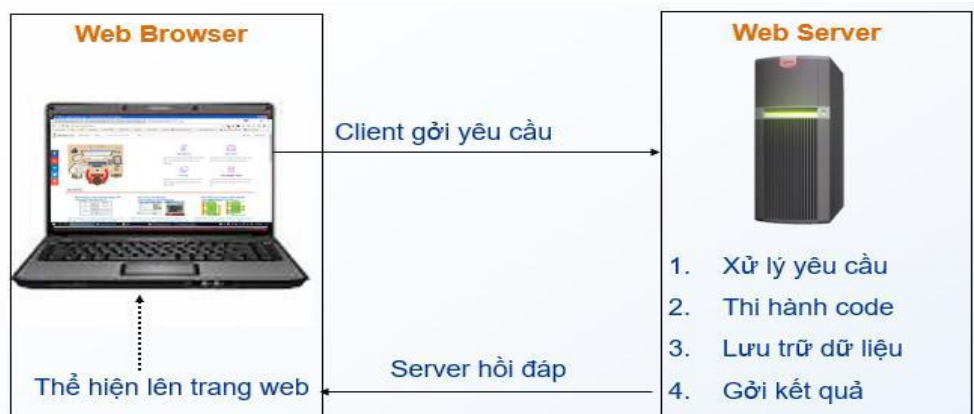 Web Browser
Web Server
Client gởi yêu cầu
1. Xử lý yêu cầu
2. Thi hành code
3. Lưu trữ dữ liệu
4. Gởi kết quả
Server hồi đáp
Thể hiện lên trang web